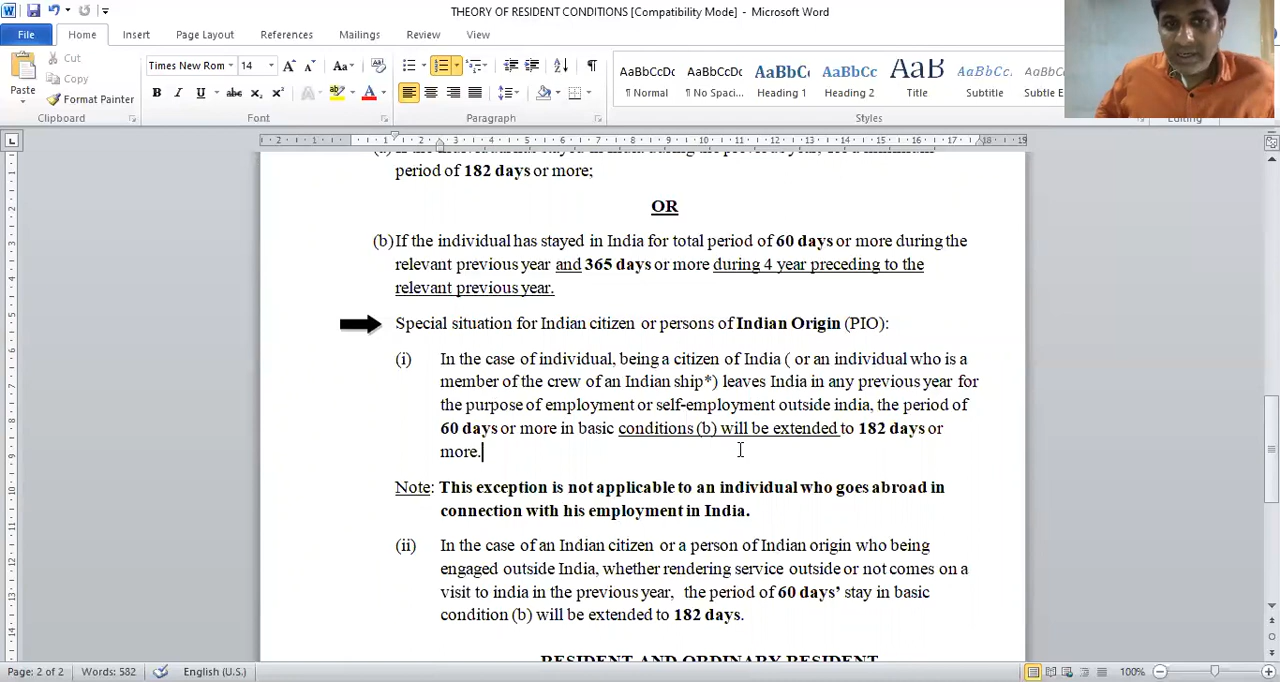 THEORY OF RESIDENT CONDITIONS [Compatibility Mode] - Microsoft Word
File Home Insert Page Layout References Mailings Review View
Paste
Cut
Copy
Format Painter
Clipboard
Times New Rom 14
Font
Paragraph
AaBbCcDc AaBbCcDc AaBbCc AaBbCc AaB AaBbCc. AaBbCcDc
¶ Normal ¶ No Spaci... Heading 1 Heading 2 Title Subtitle Subtle E
Styles
period of 182 days or more;
OR
(b) If the individual has stayed in India for total period of 60 days or more during the
relevant previous year and 365 days or more during 4 year preceding to the
relevant previous year.
Special situation for Indian citizen or persons of Indian Origin (PIO):
(i) In the case of individual, being a citizen of India ( or an individual who is a
member of the crew of an Indian ship*) leaves India in any previous year for
the purpose of employment or self-employment outside india, the period of
60 days or more in basic conditions (b) will be extended to 182 days or
more.
Note: This exception is not applicable to an individual who goes abroad in
connection with his employment in India.
(ii) In the case of an Indian citizen or a person of Indian origin who being
engaged outside India, whether rendering service outside or not comes on a
visit to india in the previous year, the period of 60 days’ stay in basic
condition (b) will be extended to 182 days.
RESIDENT AND ORDINARY RESIDENT
Page: 2 of 2 Words: 582 English (U.S.) 100%